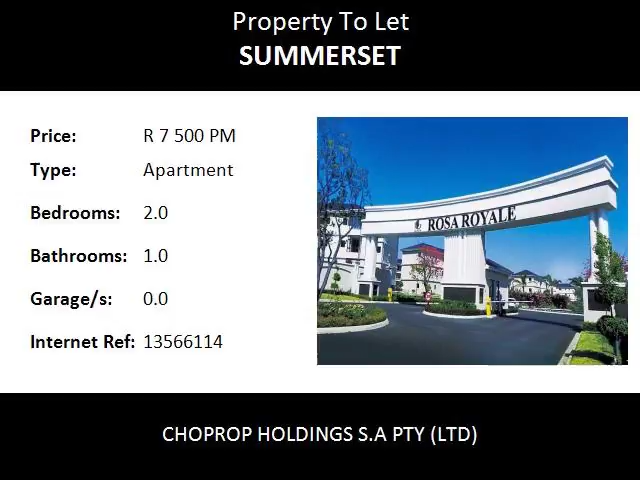 Property To Let
SUMMERSET
Price: R 7 500 PM
Type: Apartment
Bedrooms: 2.0
Bathrooms: 1.0
Garage/s: 0.0
Internet Ref: 13566114
ROSA ROYALE
CHOPROP HOLDINGS S.A PTY (LTD)